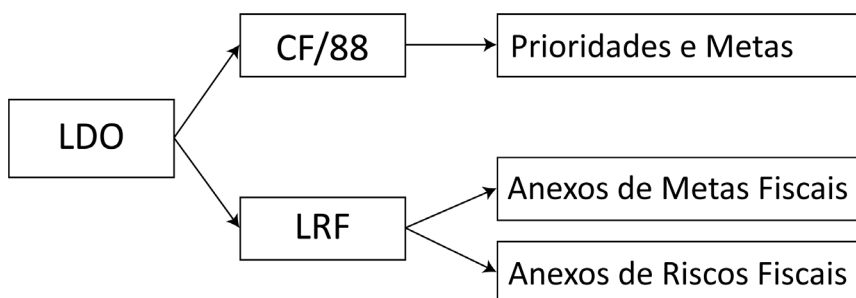 LDO
CF/88
Prioridades e Metas
LRF
Anexos de Metas Fiscais
Anexos de Riscos Fiscais